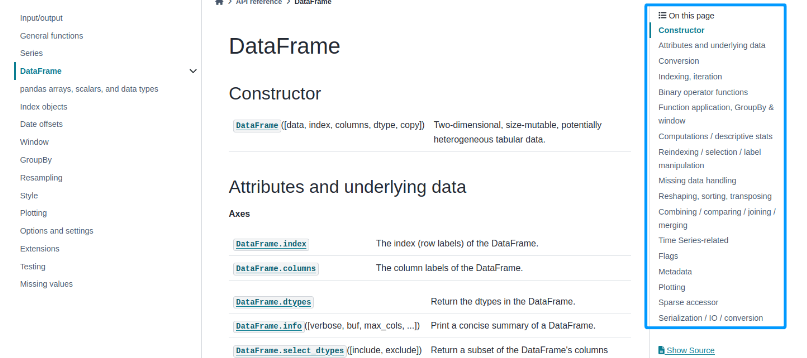 API reference > DataFrame
Input/output
General functions
Series
DataFrame
pandas arrays, scalars, and data types
Index objects
Date offsets
Window
GroupBy
Resampling
Style
Plotting
Options and settings
Extensions
Testing
Missing values
DataFrame
Constructor
DataFrame([data, index, columns, dtype, copy]) Two-dimensional, size-mutable, potentially
heterogeneous tabular data.
Attributes and underlying data
Axes
DataFrame.index The index (row labels) of the DataFrame.
DataFrame.columns The column labels of the DataFrame.
DataFrame.dtypes Return the dtypes in the DataFrame.
DataFrame.info([verbose, buf, max_cols, ...]) Print a concise summary of a DataFrame.
DataFrame.select_dtypes([include, exclude]) Return a subset of the DataFrame's columns
On this page
Constructor
Attributes and underlying data
Conversion
Indexing, iteration
Binary operator functions
Function application, GroupBy &
window
Computations / descriptive stats
Reindexing / selection / label
manipulation
Missing data handling
Reshaping, sorting, transposing
Combining / comparing / joining /
merging
Time Series-related
Flags
Metadata
Plotting
Sparse accessor
Serialization / IO / conversion
Show Source